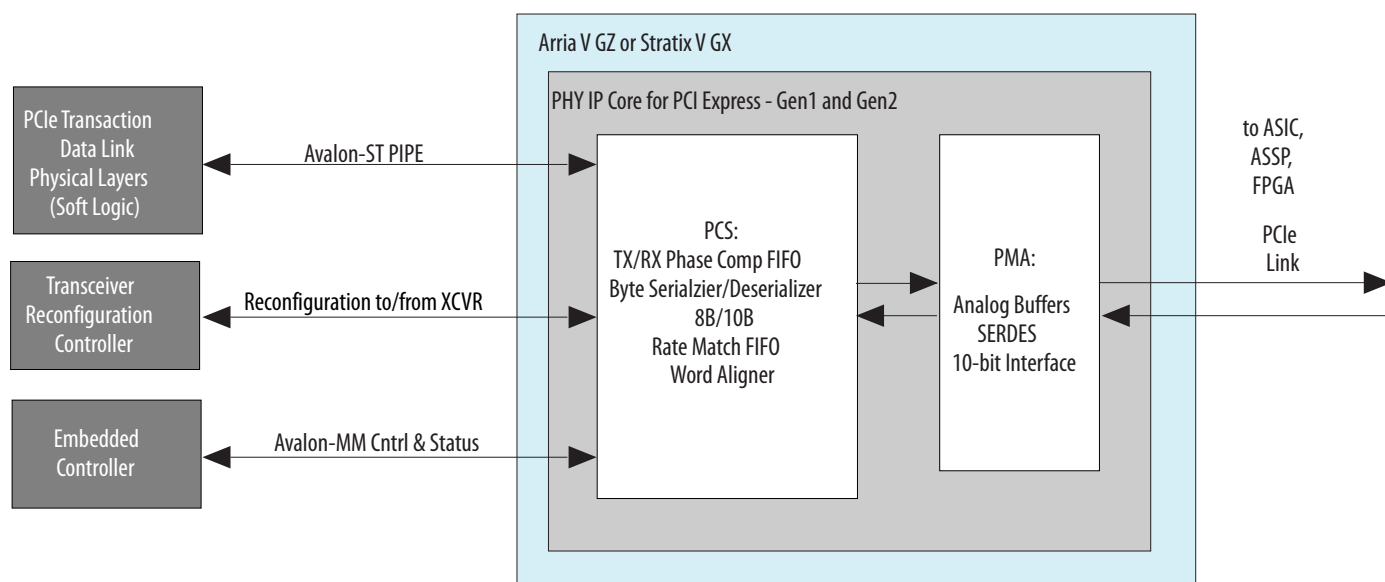 Arria V GZ or Stratix V GX
PHY IP Core for PCI Express - Gen1 and Gen2
PCIe Transaction
Data Link
Physical Layers
(Soft Logic)
Avalon-ST PIPE
Transceiver
Reconfiguration
Controller
Reconfiguration to/from XCVR
Embedded
Controller
Avalon-MM Cntrl & Status
PCS:
TX/RX Phase Comp FIFO
Byte Serialzier/Deserializer
8B/10B
Rate Match FIFO
Word Aligner
PMA:
Analog Buffers
SERDES
10-bit Interface
to ASIC,
ASSP,
FPGA
PCIe
Link